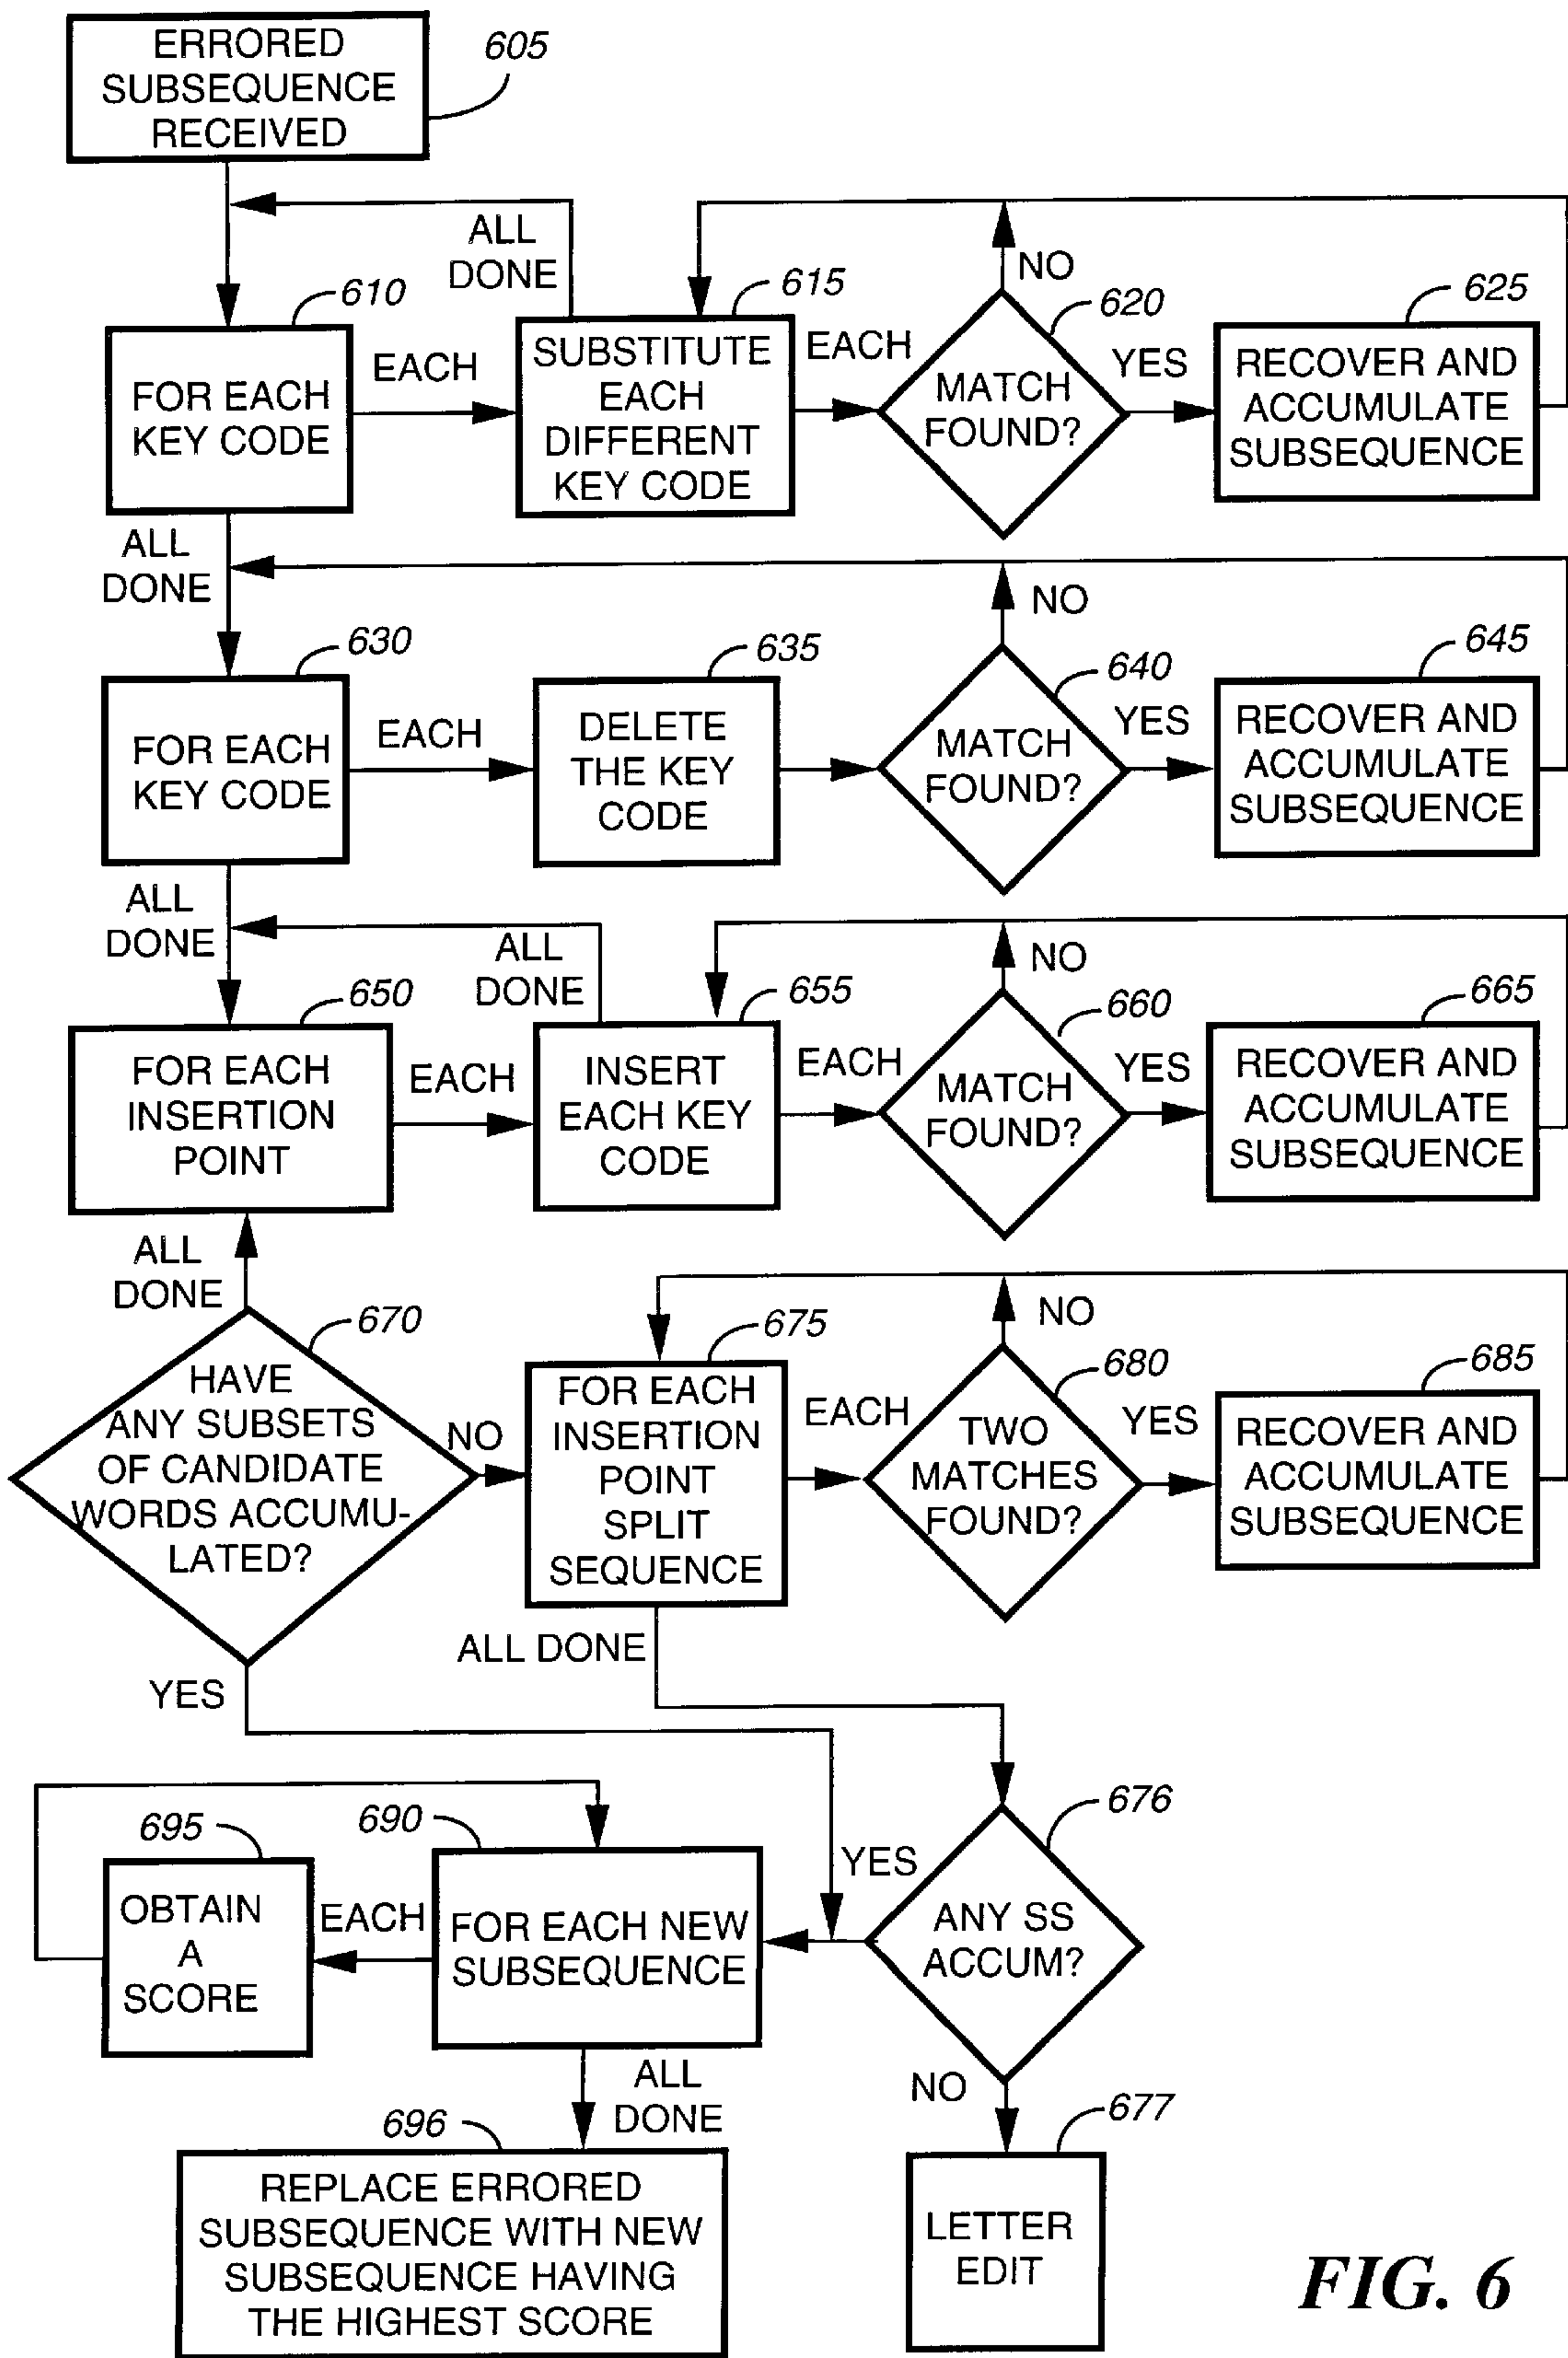 ERRORED
SUBSEQUENCE
RECEIVED
605
ALL
DONE
NO
610
615
620
625
FOR EACH
KEY CODE
EACH
SUBSTITUTE
EACH
DIFFERENT
KEY CODE
EACH
MATCH
FOUND?
YES
RECOVER AND
ACCUMULATE
SUBSEQUENCE
ALL
DONE
NO
630
635
640
645
FOR EACH
KEY CODE
EACH
DELETE
THE KEY
CODE
MATCH
FOUND?
YES
RECOVER AND
ACCUMULATE
SUBSEQUENCE
ALL
DONE
ALL
DONE
NO
650
655
660
665
FOR EACH
INSERTION
POINT
EACH
INSERT
EACH KEY
CODE
EACH
MATCH
FOUND?
YES
RECOVER AND
ACCUMULATE
SUBSEQUENCE
ALL
DONE
NO
670
675
680
685
HAVE
ANY SUBSETS
OF CANDIDATE
WORDS ACCUMU-
LATED?
NO
FOR EACH
INSERTION
POINT
SPLIT
SEQUENCE
EACH
TWO
MATCHES
FOUND?
YES
RECOVER AND
ACCUMULATE
SUBSEQUENCE
ALL DONE
YES
695
690
676
OBTAIN
A
SCORE
EACH
FOR EACH NEW
SUBSEQUENCE
YES
ANY SS
ACCUM?
ALL
DONE
NO
696
677
REPLACE ERRORED
SUBSEQUENCE WITH NEW
SUBSEQUENCE HAVING
THE HIGHEST SCORE
LETTER
EDIT
FIG. 6